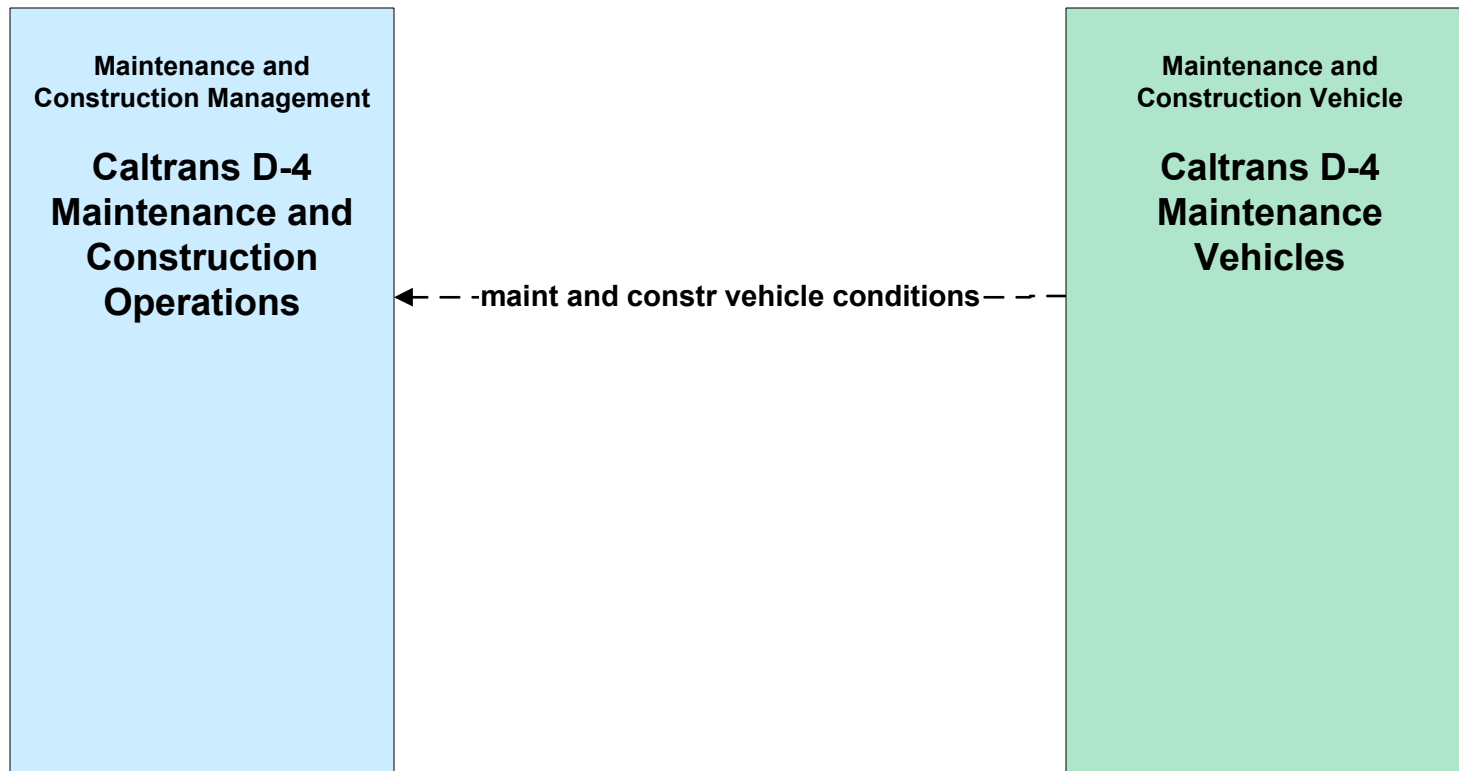 Maintenance and
Construction Management
Caltrans D-4
Maintenance and
Construction
Operations
maint and constr vehicle conditions
Maintenance and
Construction Vehicle
Caltrans D-4
Maintenance
Vehicles